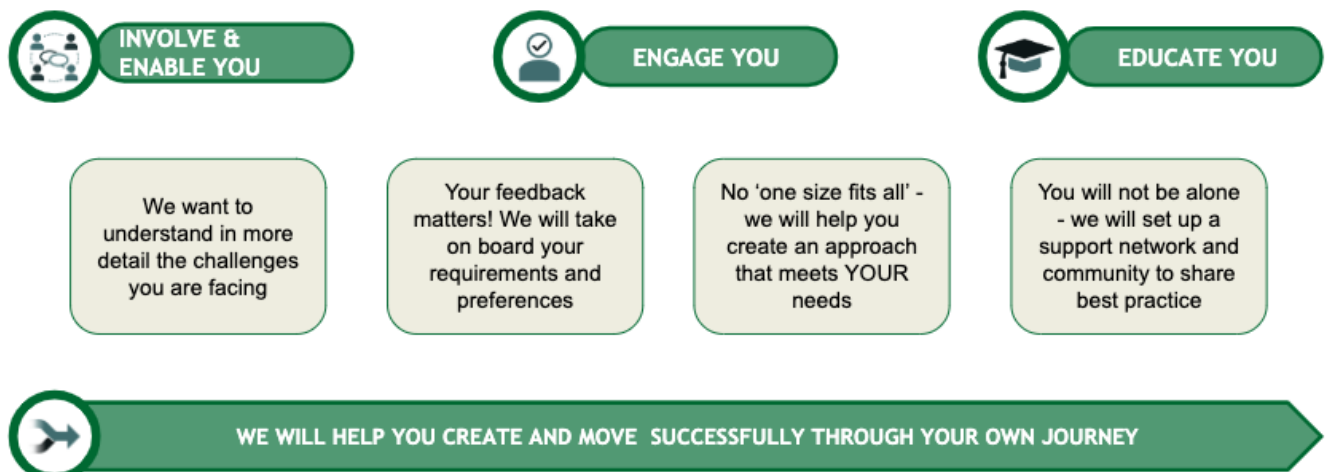 INVOLVE &
ENABLE YOU
ENGAGE YOU
EDUCATE YOU
We want to
understand in more
detail the challenges
you are facing
Your feedback
matters! We will take
on board your
requirements and
preferences
No ‘one size fits all’ -
we will help you
create an approach
that meets YOUR
needs
You will not be alone
- we will set up a
support network and
community to share
best practice
WE WILL HELP YOU CREATE AND MOVE  SUCCESSFULLY THROUGH YOUR OWN JOURNEY